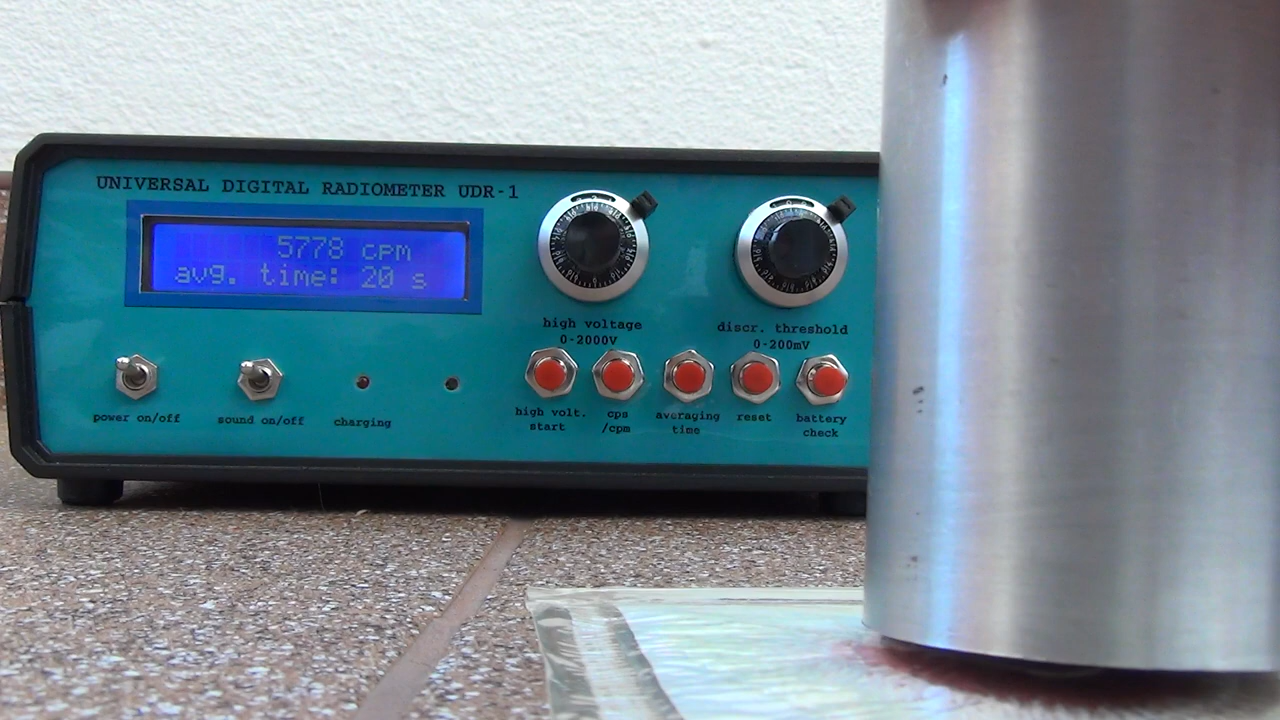 UNIVERSAL DIGITAL RADIOMETER UDR-1
5778 cpm
avg. time: 20 s
high voltage
0-2000V
discr. threshold
0-200mV
power on/off
sound on/off
charging
high volt.
start
cps
/cpm
averaging
time
reset
battery
check